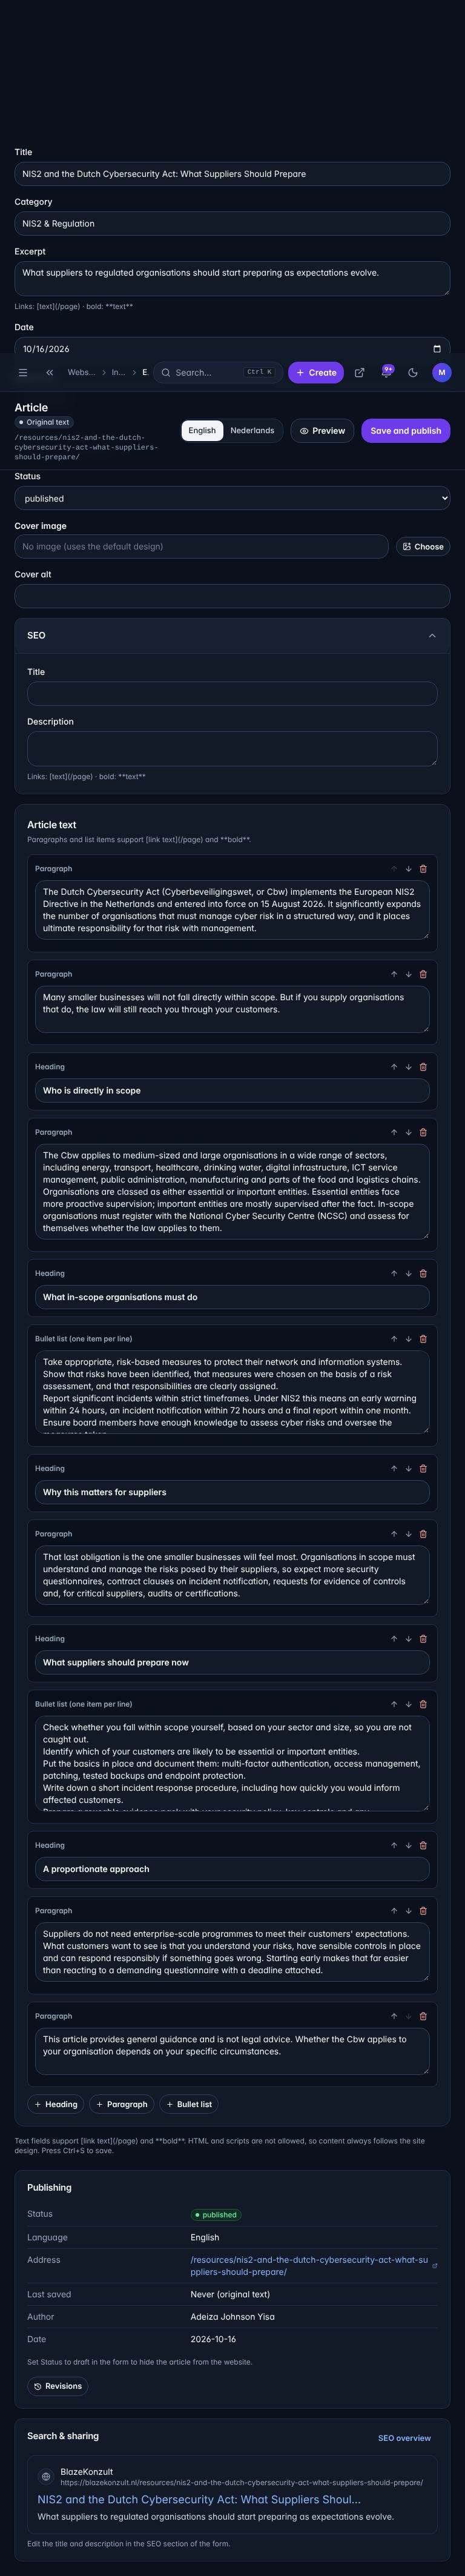 Title
NIS2 and the Dutch Cybersecurity Act: What Suppliers Should Prepare
Category
NIS2 & Regulation
Excerpt
What suppliers to regulated organisations should start preparing as expectations evolve.
Links: [text](/page) · bold: **text**
Date
10/16/2026
Webs... > In... > E.
Search...
Ctrl K
+ Create
9+
M
Article
Original text
/resources/nis2-and-the-dutch-
cybersecurity-act-what-suppliers-
should-prepare/
English
Nederlands
Preview
Save and publish
Status
published
Cover image
No image (uses the default design)
Choose
Cover alt
SEO
Title
Description
Links: [text](/page) · bold: **text**
Article text
Paragraphs and list items support [link text](/page) and **bold**.
Paragraph
The Dutch Cybersecurity Act (Cyberbeveiligingswet, or Cbw) implements the European NIS2
Directive in the Netherlands and entered into force on 15 August 2026. It significantly expands
the number of organisations that must manage cyber risk in a structured way, and it places
ultimate responsibility for that risk with management.
Paragraph
Many smaller businesses will not fall directly within scope. But if you supply organisations
that do, the law will still reach you through your customers.
Heading
Who is directly in scope
Paragraph
The Cbw applies to medium-sized and large organisations in a wide range of sectors,
including energy, transport, healthcare, drinking water, digital infrastructure, ICT service
management, public administration, manufacturing and parts of the food and logistics chains.
Organisations are classed as either essential or important entities. Essential entities face
more proactive supervision; important entities are mostly supervised after the fact. In-scope
organisations must register with the National Cyber Security Centre (NCSC) and assess for
themselves whether the law applies to them.
Heading
What in-scope organisations must do
Bullet list (one item per line)
Take appropriate, risk-based measures to protect their network and information systems.
Show that risks have been identified, that measures were chosen on the basis of a risk
assessment, and that responsibilities are clearly assigned.
Report significant incidents within strict timeframes. Under NIS2 this means an early warning
within 24 hours, an incident notification within 72 hours and a final report within one month.
Ensure board members have enough knowledge to assess cyber risks and oversee the
measures taken.
Heading
Why this matters for suppliers
Paragraph
That last obligation is the one smaller businesses will feel most. Organisations in scope must
understand and manage the risks posed by their suppliers, so expect more security
questionnaires, contract clauses on incident notification, requests for evidence of controls
and, for critical suppliers, audits or certifications.
Heading
What suppliers should prepare now
Bullet list (one item per line)
Check whether you fall within scope yourself, based on your sector and size, so you are not
caught out.
Identify which of your customers are likely to be essential or important entities.
Put the basics in place and document them: multi-factor authentication, access management,
patching, tested backups and endpoint protection.
Write down a short incident response procedure, including how quickly you would inform
affected customers.
Heading
A proportionate approach
Paragraph
Suppliers do not need enterprise-scale programmes to meet their customers' expectations.
What customers want to see is that you understand your risks, have sensible controls in place
and can respond responsibly if something goes wrong. Starting early makes that far easier
than reacting to a demanding questionnaire with a deadline attached.
Paragraph
This article provides general guidance and is not legal advice. Whether the Cbw applies to
your organisation depends on your specific circumstances.
+ Heading
+ Paragraph
+ Bullet list
Text fields support [link text](/page) and **bold**. HTML and scripts are not allowed, so content always follows the site
design. Press Ctrl+S to save.
Publishing
Status
published
Language
English
Address
/resources/nis2-and-the-dutch-cybersecurity-act-what-su
ppliers-should-prepare/
Last saved
Never (original text)
Author
Adeiza Johnson Yisa
Date
2026-10-16
Set Status to draft in the form to hide the article from the website.
Revisions
Search & sharing
SEO overview
BlazeKonzult
https://blazekonzult.nl/resources/nis2-and-the-dutch-cybersecurity-act-what-suppliers-should-prepare/
NIS2 and the Dutch Cybersecurity Act: What Suppliers Shoul...
What suppliers to regulated organisations should start preparing as expectations evolve.
Edit the title and description in the SEO section of the form.